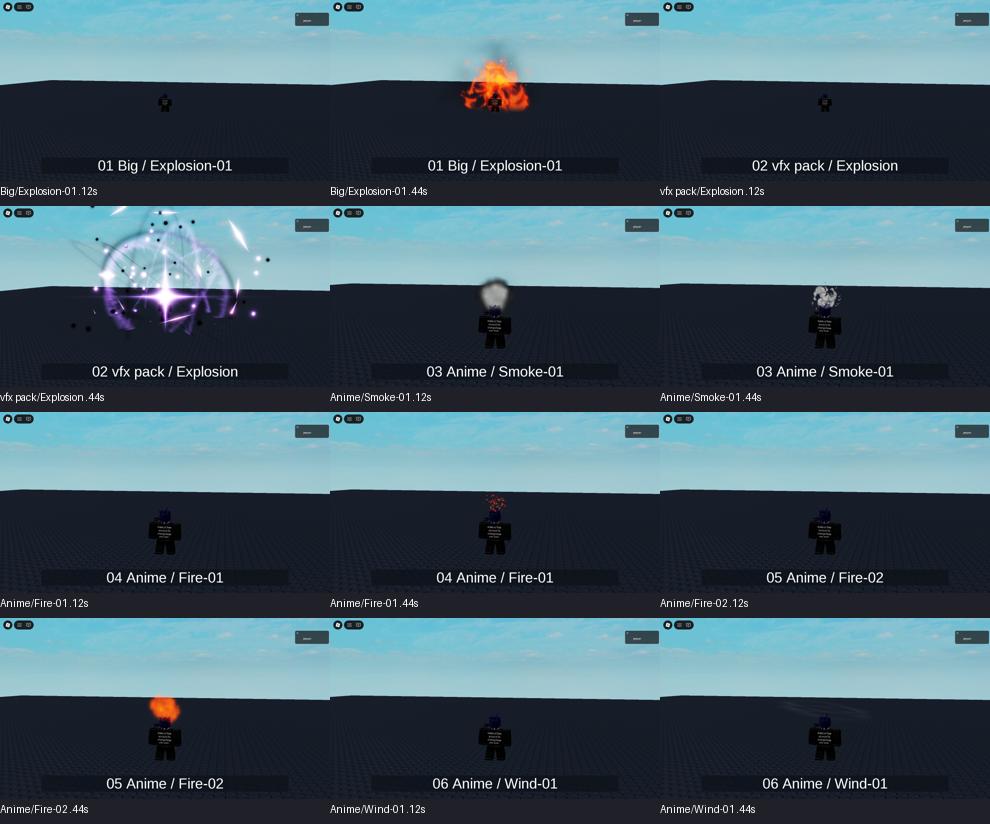 01 Big / Explosion-01
01 Big / Explosion-01
02 vfx pack / Explosion
Big/Explosion-01.12s
Big/Explosion-01.44s
vfx pack/Explosion.12s
02 vfx pack / Explosion
03 Anime / Smoke-01
03 Anime / Smoke-01
vfx pack/Explosion.44s
Anime/Smoke-01.12s
Anime/Smoke-01.44s
04 Anime / Fire-01
04 Anime / Fire-01
05 Anime / Fire-02
Anime/Fire-01.12s
Anime/Fire-01.44s
Anime/Fire-02.12s
05 Anime / Fire-02
06 Anime / Wind-01
06 Anime / Wind-01
Anime/Fire-02.44s
Anime/Wind-01.12s
Anime/Wind-01.44s